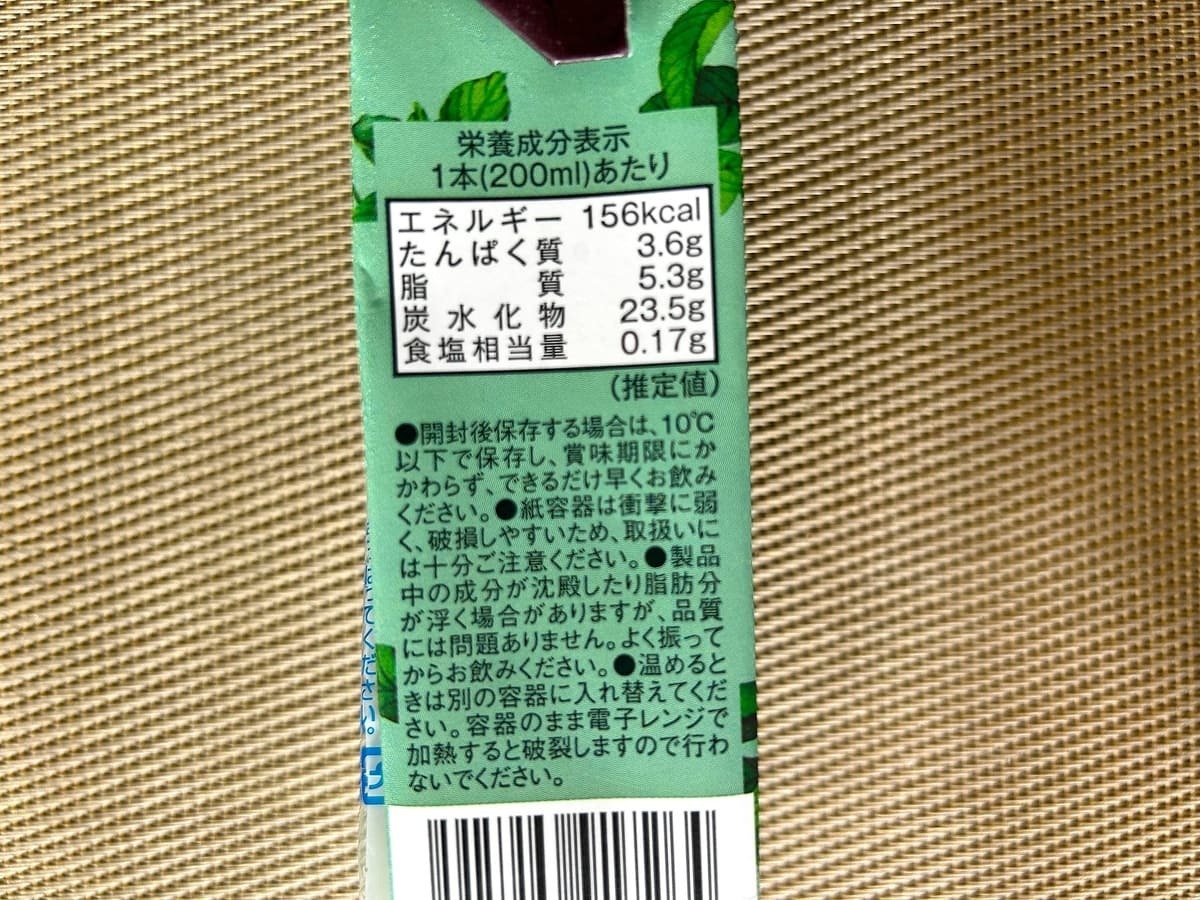 栄養成分表示
1本(200ml)あたり
エネルギー 156kcal
たんぱく質 3.6g
脂質 5.3g
炭水化物 23.5g
食塩相当量 0.17g
(推定値)
●開封後保存する場合は、10℃
以下で保存し、賞味期限にか
かわらず、できるだけ早くお飲み
ください。●紙容器は衝撃に弱
く、破損しやすいため、取扱いに
は十分ご注意ください。●製品
中の成分が沈殿したり脂肪分
が浮く場合がありますが、品質
には問題ありません。よく振って
からお飲みください。●温めると
きは別の容器に入れ替えてくだ
さい。容器のまま電子レンジで
加熱すると破裂しますので行わ
ないでください。
てください。